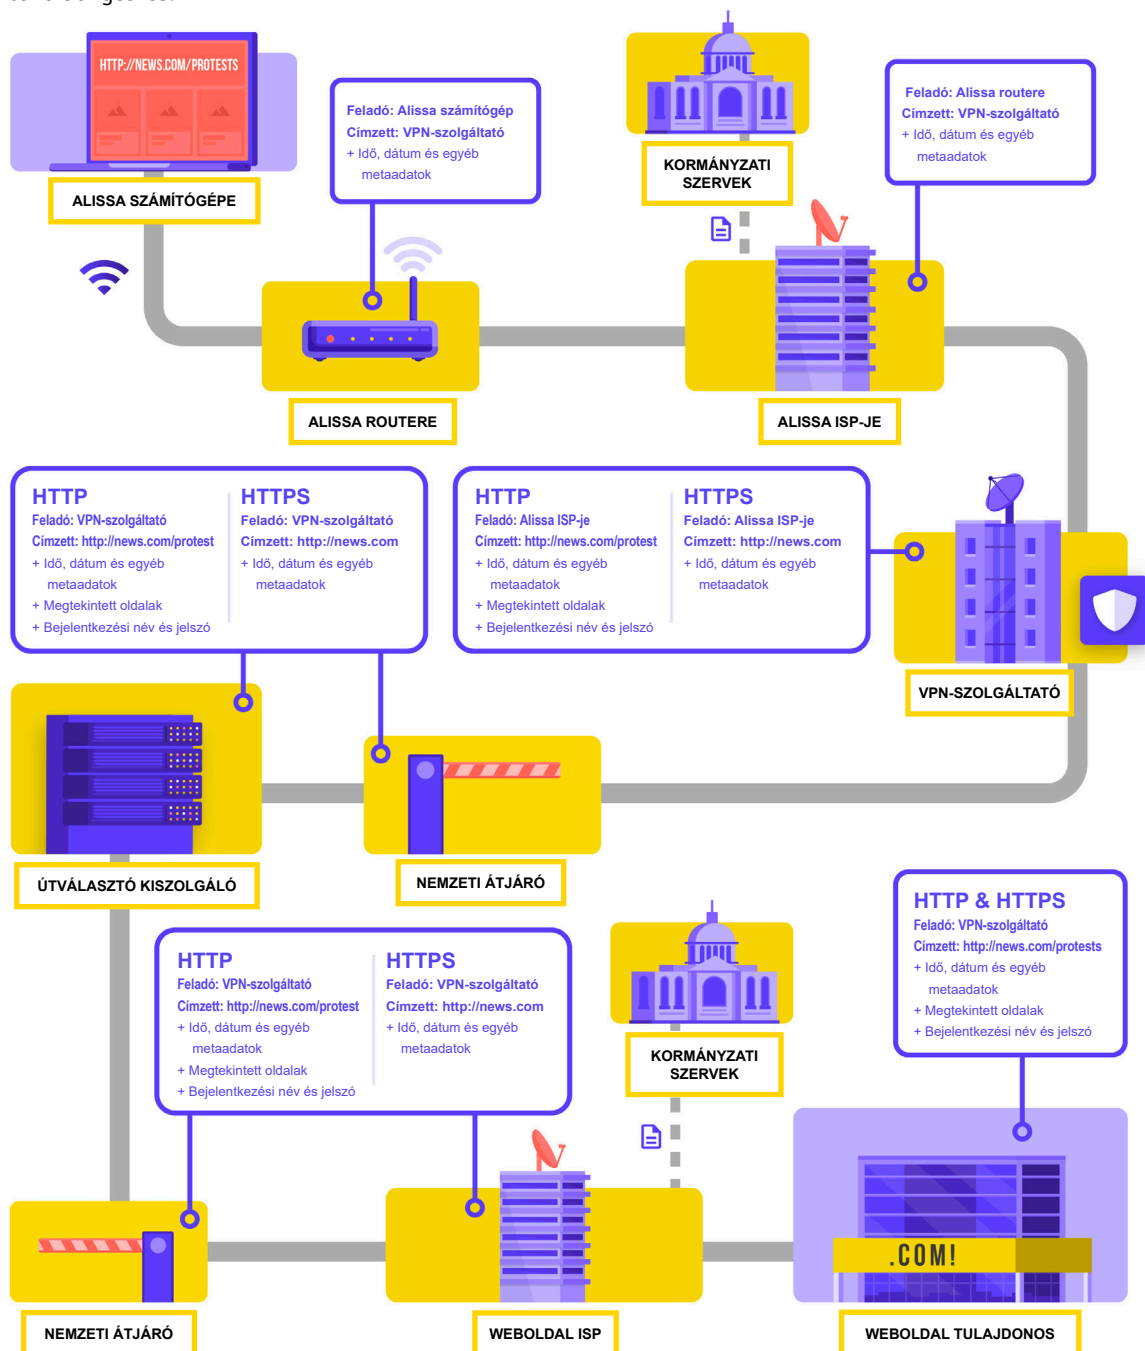 HTTP://NEWS.COM/PROTESTS
ALISSA SZÁMÍTÓGÉPE
Feladó: Alissa számítógép
Címzett: VPN-szolgáltató
+ Idő, dátum és egyéb
metaadatok
KORMÁNYZATI
SZERVEK
Feladó: Alissa routere
Címzett: VPN-szolgáltató
+ Idő, dátum és egyéb
metaadatok
ALISSA ROUTERE
ALISSA ISP-JE
HTTP
Feladó: VPN-szolgáltató
Címzett: http://news.com/protest
+ Idő, dátum és egyéb
metaadatok
+ Megtekintett oldalak
+ Bejelentkezési név és jelszó
HTTPS
Feladó: VPN-szolgáltató
Címzett: http://news.com
+ Idő, dátum és egyéb
metaadatok
HTTP
Feladó: Alissa ISP-je
Címzett: http://news.com/protest
+ Idő, dátum és egyéb
metaadatok
+ Megtekintett oldalak
+ Bejelentkezési név és jelszó
HTTPS
Feladó: Alissa ISP-je
Címzett: http://news.com
+ Idő, dátum és egyéb
metaadatok
VPN-SZOLGÁLTATÓ
ÚTVÁLASZTÓ KISZOLGÁLÓ
NEMZETI ÁTJÁRÓ
HTTP
Feladó: VPN-szolgáltató
Címzett: http://news.com/protest
+ Idő, dátum és egyéb
metaadatok
+ Megtekintett oldalak
+ Bejelentkezési név és jelszó
HTTPS
Feladó: VPN-szolgáltató
Címzett: http://news.com
+ Idő, dátum és egyéb
metaadatok
KORMÁNYZATI
SZERVEK
HTTP & HTTPS
Feladó: VPN-szolgáltató
Címzett: http://news.com/protests
+ Idő, dátum és egyéb
metaadatok
+ Megtekintett oldalak
+ Bejelentkezési név és jelszó
.COM!
NEMZETI ÁTJÁRÓ
WEBOLDAL ISP
WEBOLDAL TULAJDONOS